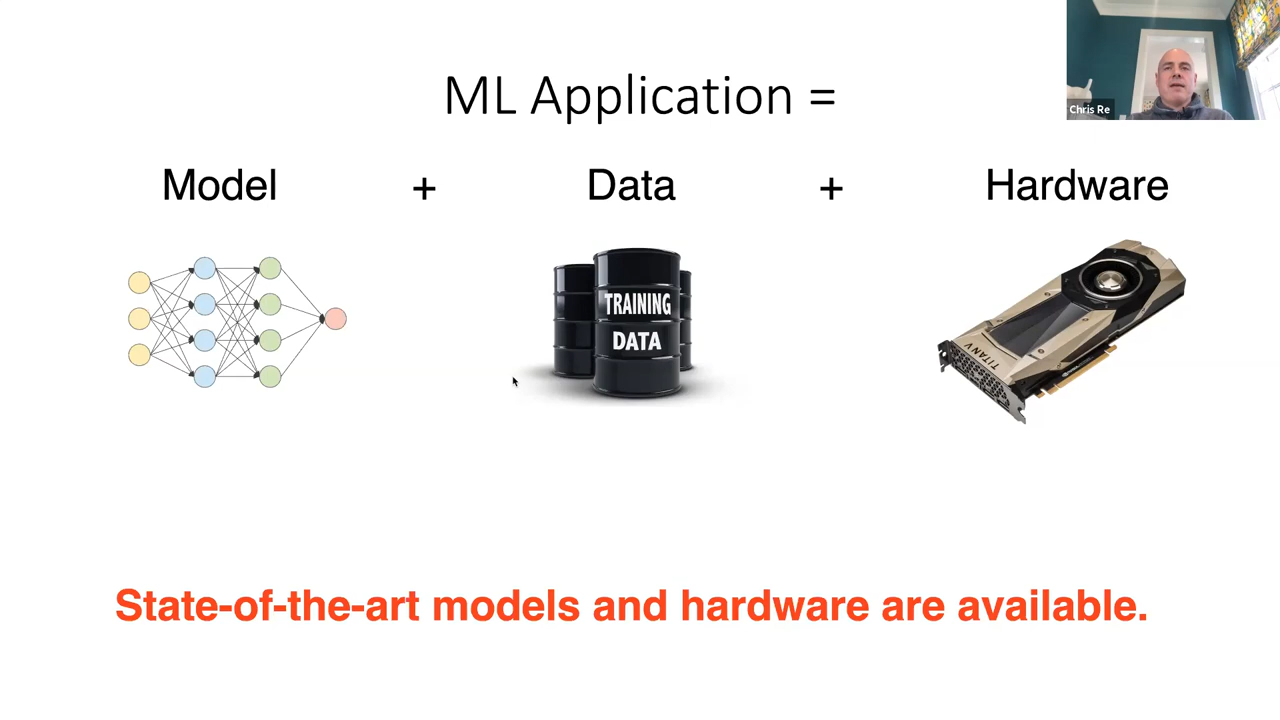 ML Application =
Chris Re
Model + Data + Hardware
TRAINING
DATA
TITAN V
State-of-the-art models and hardware are available.